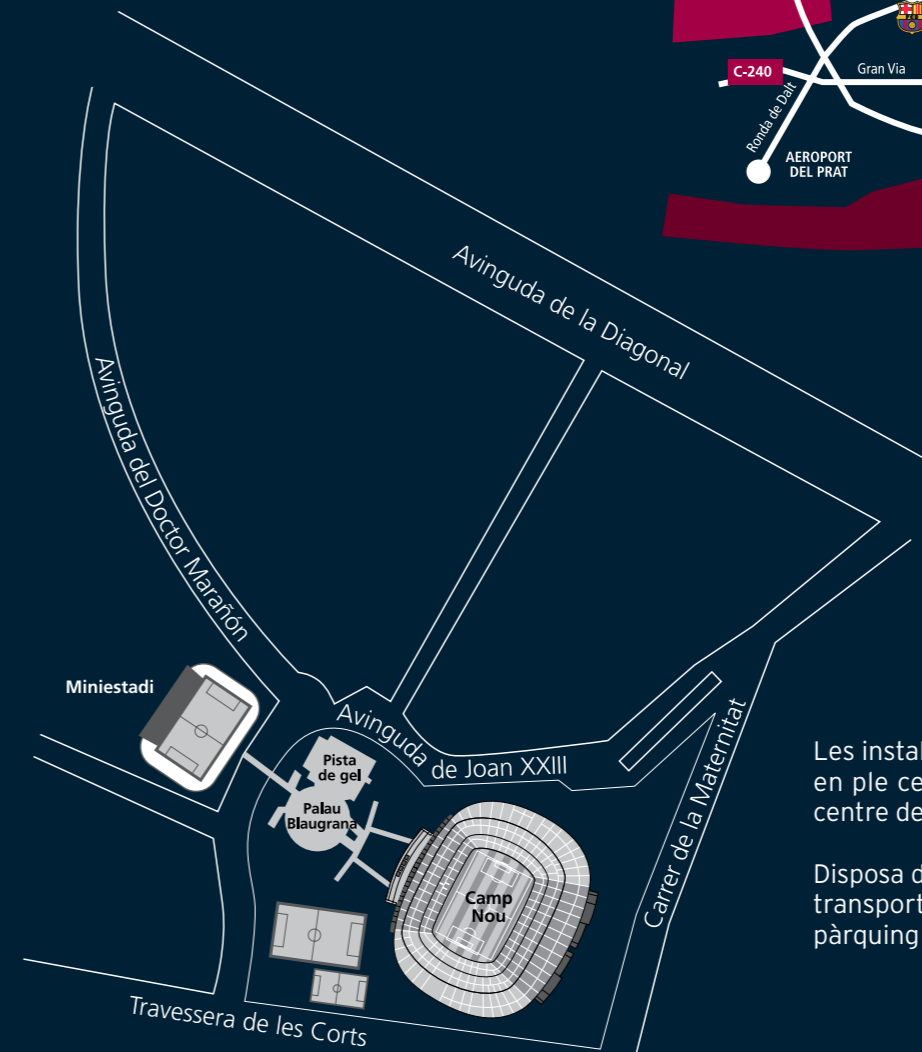 C-240
Gran Via
Ronda de Dalt
AEROPORT
DEL PRAT
Avinguda de la Diagonal
Avinguda del Doctor Marañón
Miniestadi
Avinguda de Joan XXIII
Pista
de gel
Palau
Blaugrana
Camp
Nou
Carrer de la Maternitat
Travessera de les Corts
Les instal
en ple ce
centre de
Disposa d
transport
pàrquing